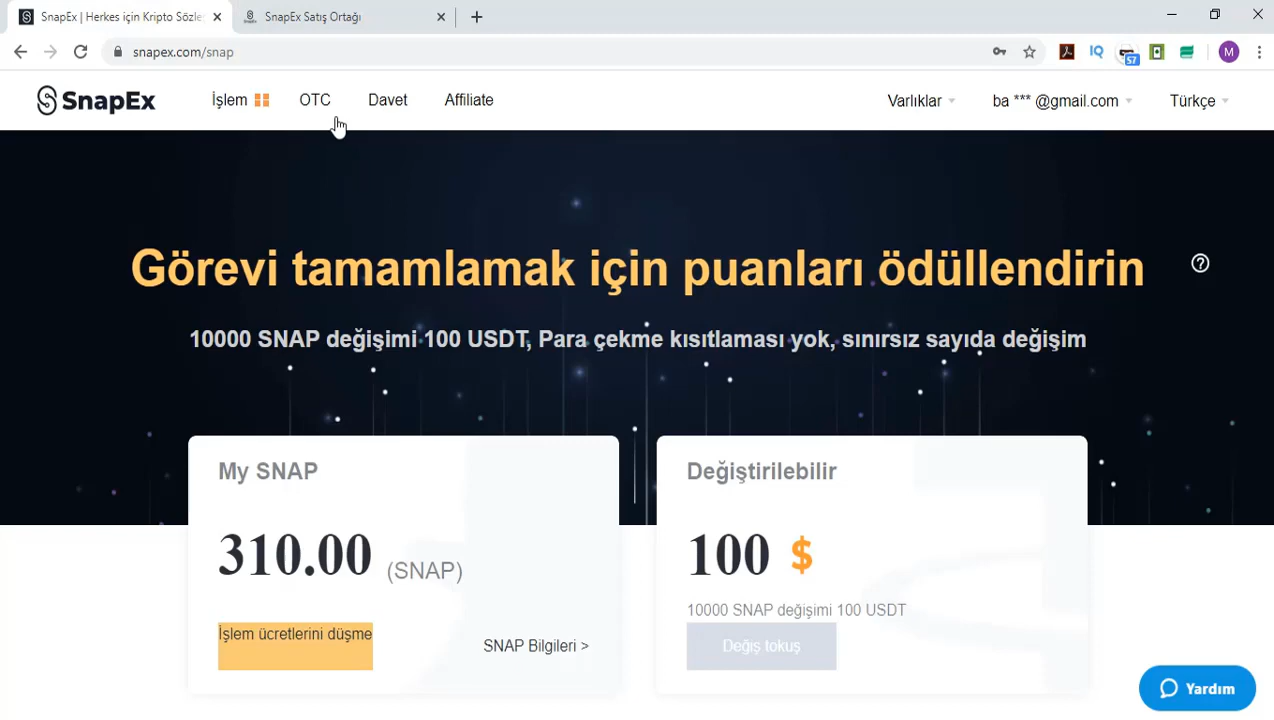 SnapEx | Herkes için Kripto Sözle
SnapEx Satış Ortağı
snapex.com/snap
IQ
57
M
SnapEx
İşlem
OTC
Davet
Affiliate
Varlıklar
ba *** @gmail.com
Türkçe
Görevi tamamlamak için puanları ödüllendirin
?
10000 SNAP değişimi 100 USDT, Para çekme kısıtlaması yok, sınırsız sayıda değişim
My SNAP
310.00 (SNAP)
İşlem ücretlerini düşme
SNAP Bilgileri >
Değiştirilebilir
100 $
10000 SNAP değişimi 100 USDT
Değiş tokuş
Yardım